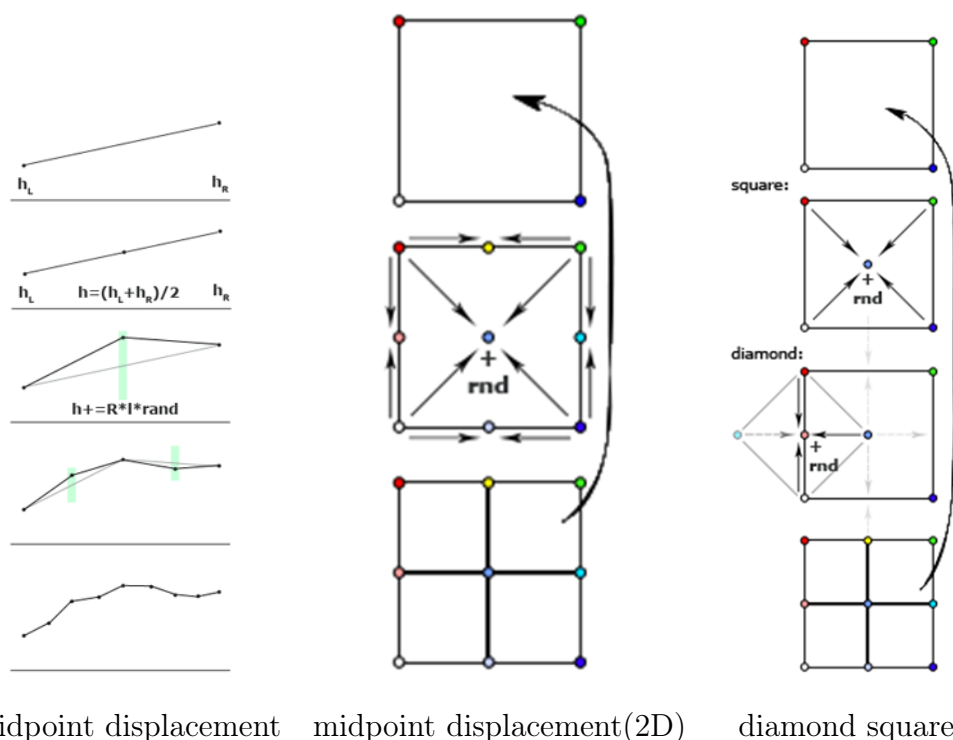 h_L h_R
h_L h=(h_L+h_R)/2 h_R
h+=R*l*rand
+
rnd
square:
+
rnd
diamond:
+
rnd
idpoint displacement
midpoint displacement(2D)
diamond square